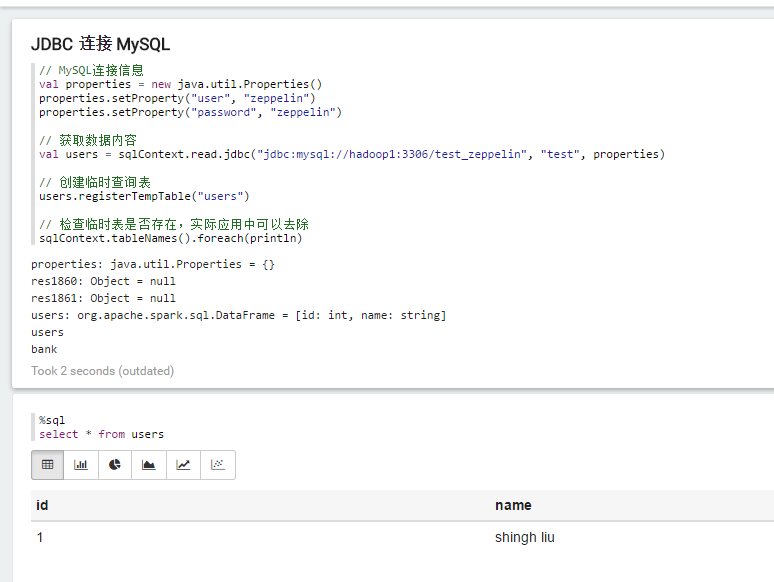 JDBC 连接 MySQL
// MySQL连接信息
val properties = new java.util.Properties()
properties.setProperty("user", "zeppelin")
properties.setProperty("password", "zeppelin")
// 获取数据内容
val users = sqlContext.read.jdbc("jdbc:mysql://hadoop1:3306/test_zeppelin", "test", properties)
// 创建临时查询表
users.registerTempTable("users")
// 检查临时表是否存在，实际应用中可以去除
sqlContext.tableNames().foreach(println)
properties: java.util.Properties = {}
res1860: Object = null
res1861: Object = null
users: org.apache.spark.sql.DataFrame = [id: int, name: string]
users
bank
Took 2 seconds (outdated)
%sql
select * from users
id name
1 shingh liu